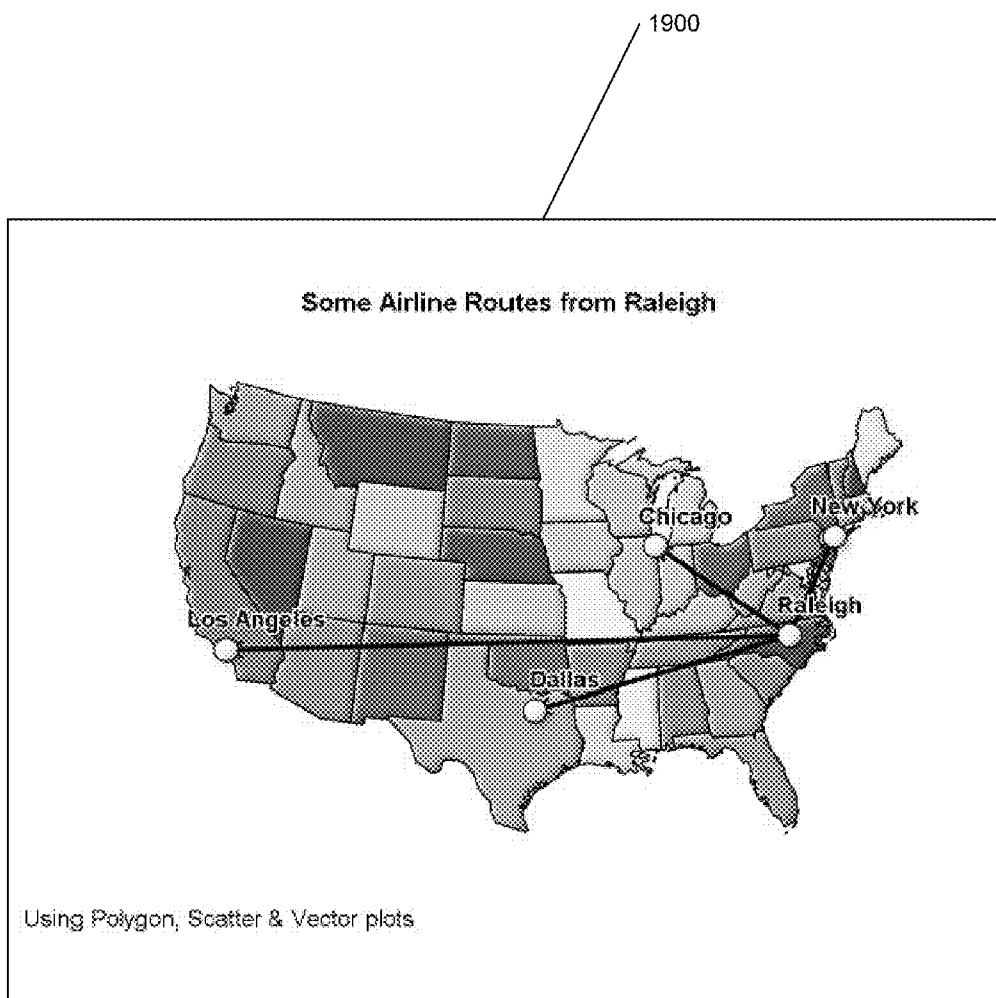 1900
Some Airline Routes from Raleigh
New York
Chicago
Raleigh
Los Angeles
Dallas
Using Polygon, Scatter & Vector plots